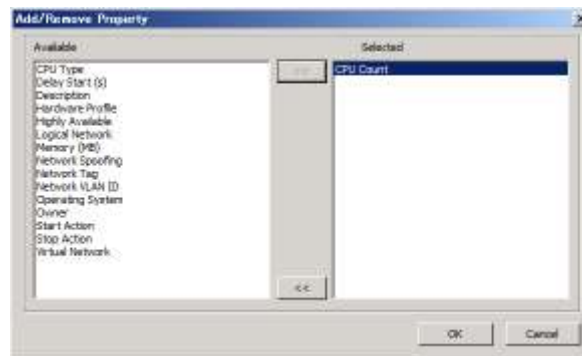 Add/Remove Property
Available
Selected
CPU Type
Delay Start (s)
Description
Hardware Profile
Highly Available
Logical Network
Memory (MB)
Network Spoofing
Network Tag
Network VLAN ID
Operating System
Owner
Start Action
Stop Action
Virtual Network
>>
CPU Count
<<
OK
Cancel